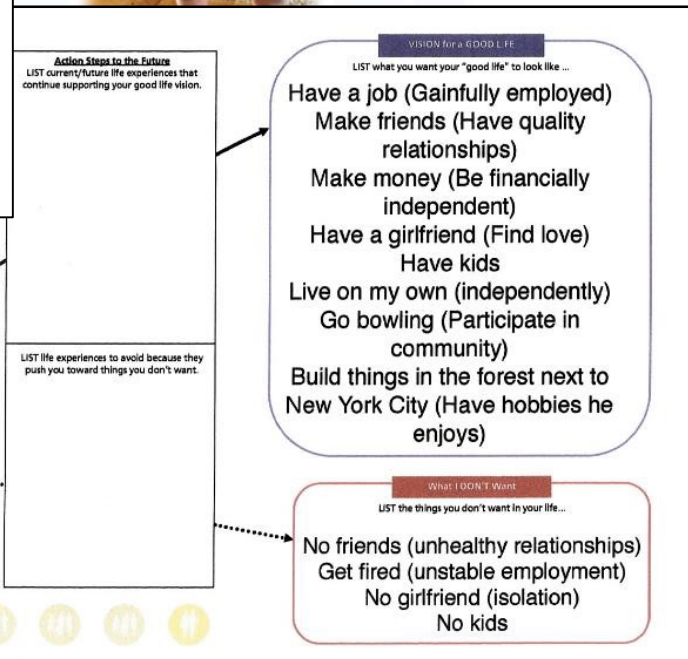 Action Steps to the Future
LIST current/future life experiences that
continue supporting your good life vision.
LIST life experiences to avoid because they
push you toward things you don't want.
VISION for a GOOD LIFE
LIST what you want your "good life" to look like ...
Have a job (Gainfully employed)
Make friends (Have quality
relationships)
Make money (Be financially
independent)
Have a girlfriend (Find love)
Have kids
Live on my own (independently)
Go bowling (Participate in
community)
Build things in the forest next to
New York City (Have hobbies he
enjoys)
What I DON'T Want
LIST the things you don't want in your life...
No friends (unhealthy relationships)
Get fired (unstable employment)
No girlfriend (isolation)
No kids